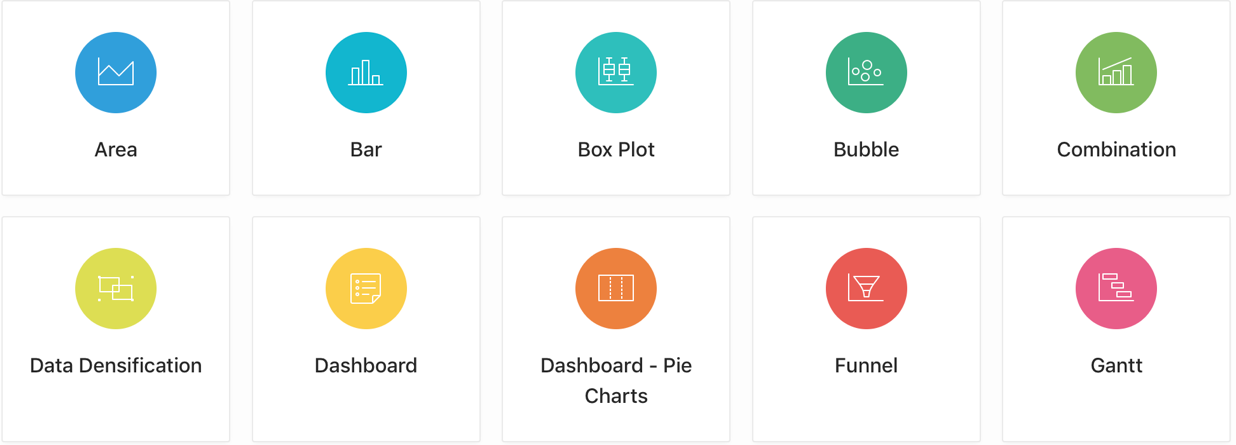 Area
Bar
Box Plot
Bubble
Combination
Data Densification
Dashboard
Dashboard - Pie
Charts
Funnel
Gantt